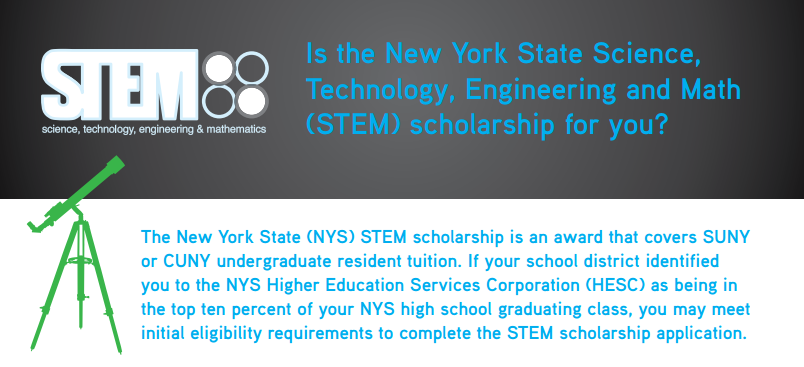 STEM
science, technology, engineering & mathematics
Is the New York State Science,
Technology, Engineering and Math
(STEM) scholarship for you?
The New York State (NYS) STEM scholarship is an award that covers SUNY
or CUNY undergraduate resident tuition. If your school district identified
you to the NYS Higher Education Services Corporation (HESC) as being in
the top ten percent of your NYS high school graduating class, you may meet
initial eligibility requirements to complete the STEM scholarship application.